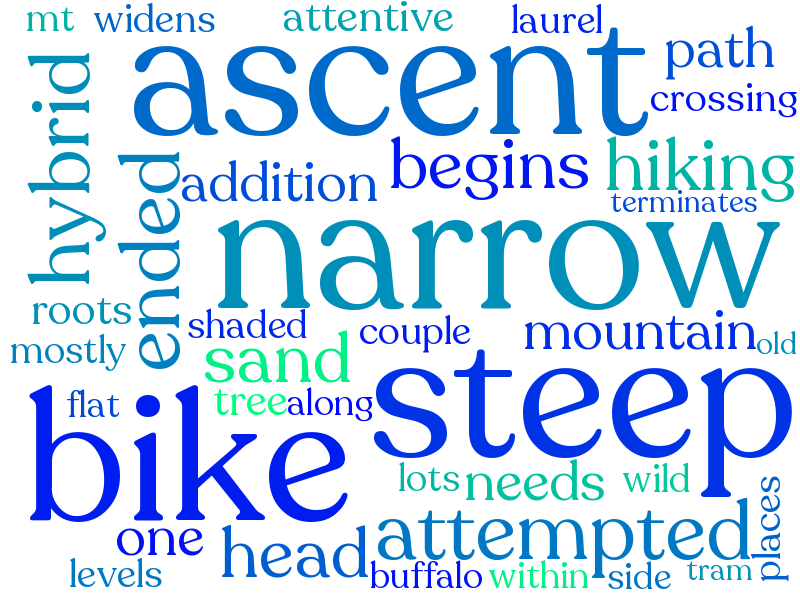 mt
widens
attentive
laurel
ascent
path
crossing
hybrid
ended
addition
begins
hiking
terminates
narrow
roots
shaded
couple
mountain
old
mostly
sand
steep
flat
tree
along
bike
lots
needs
wild
places
one
head
attempted
levels
buffalo
within
side
tram